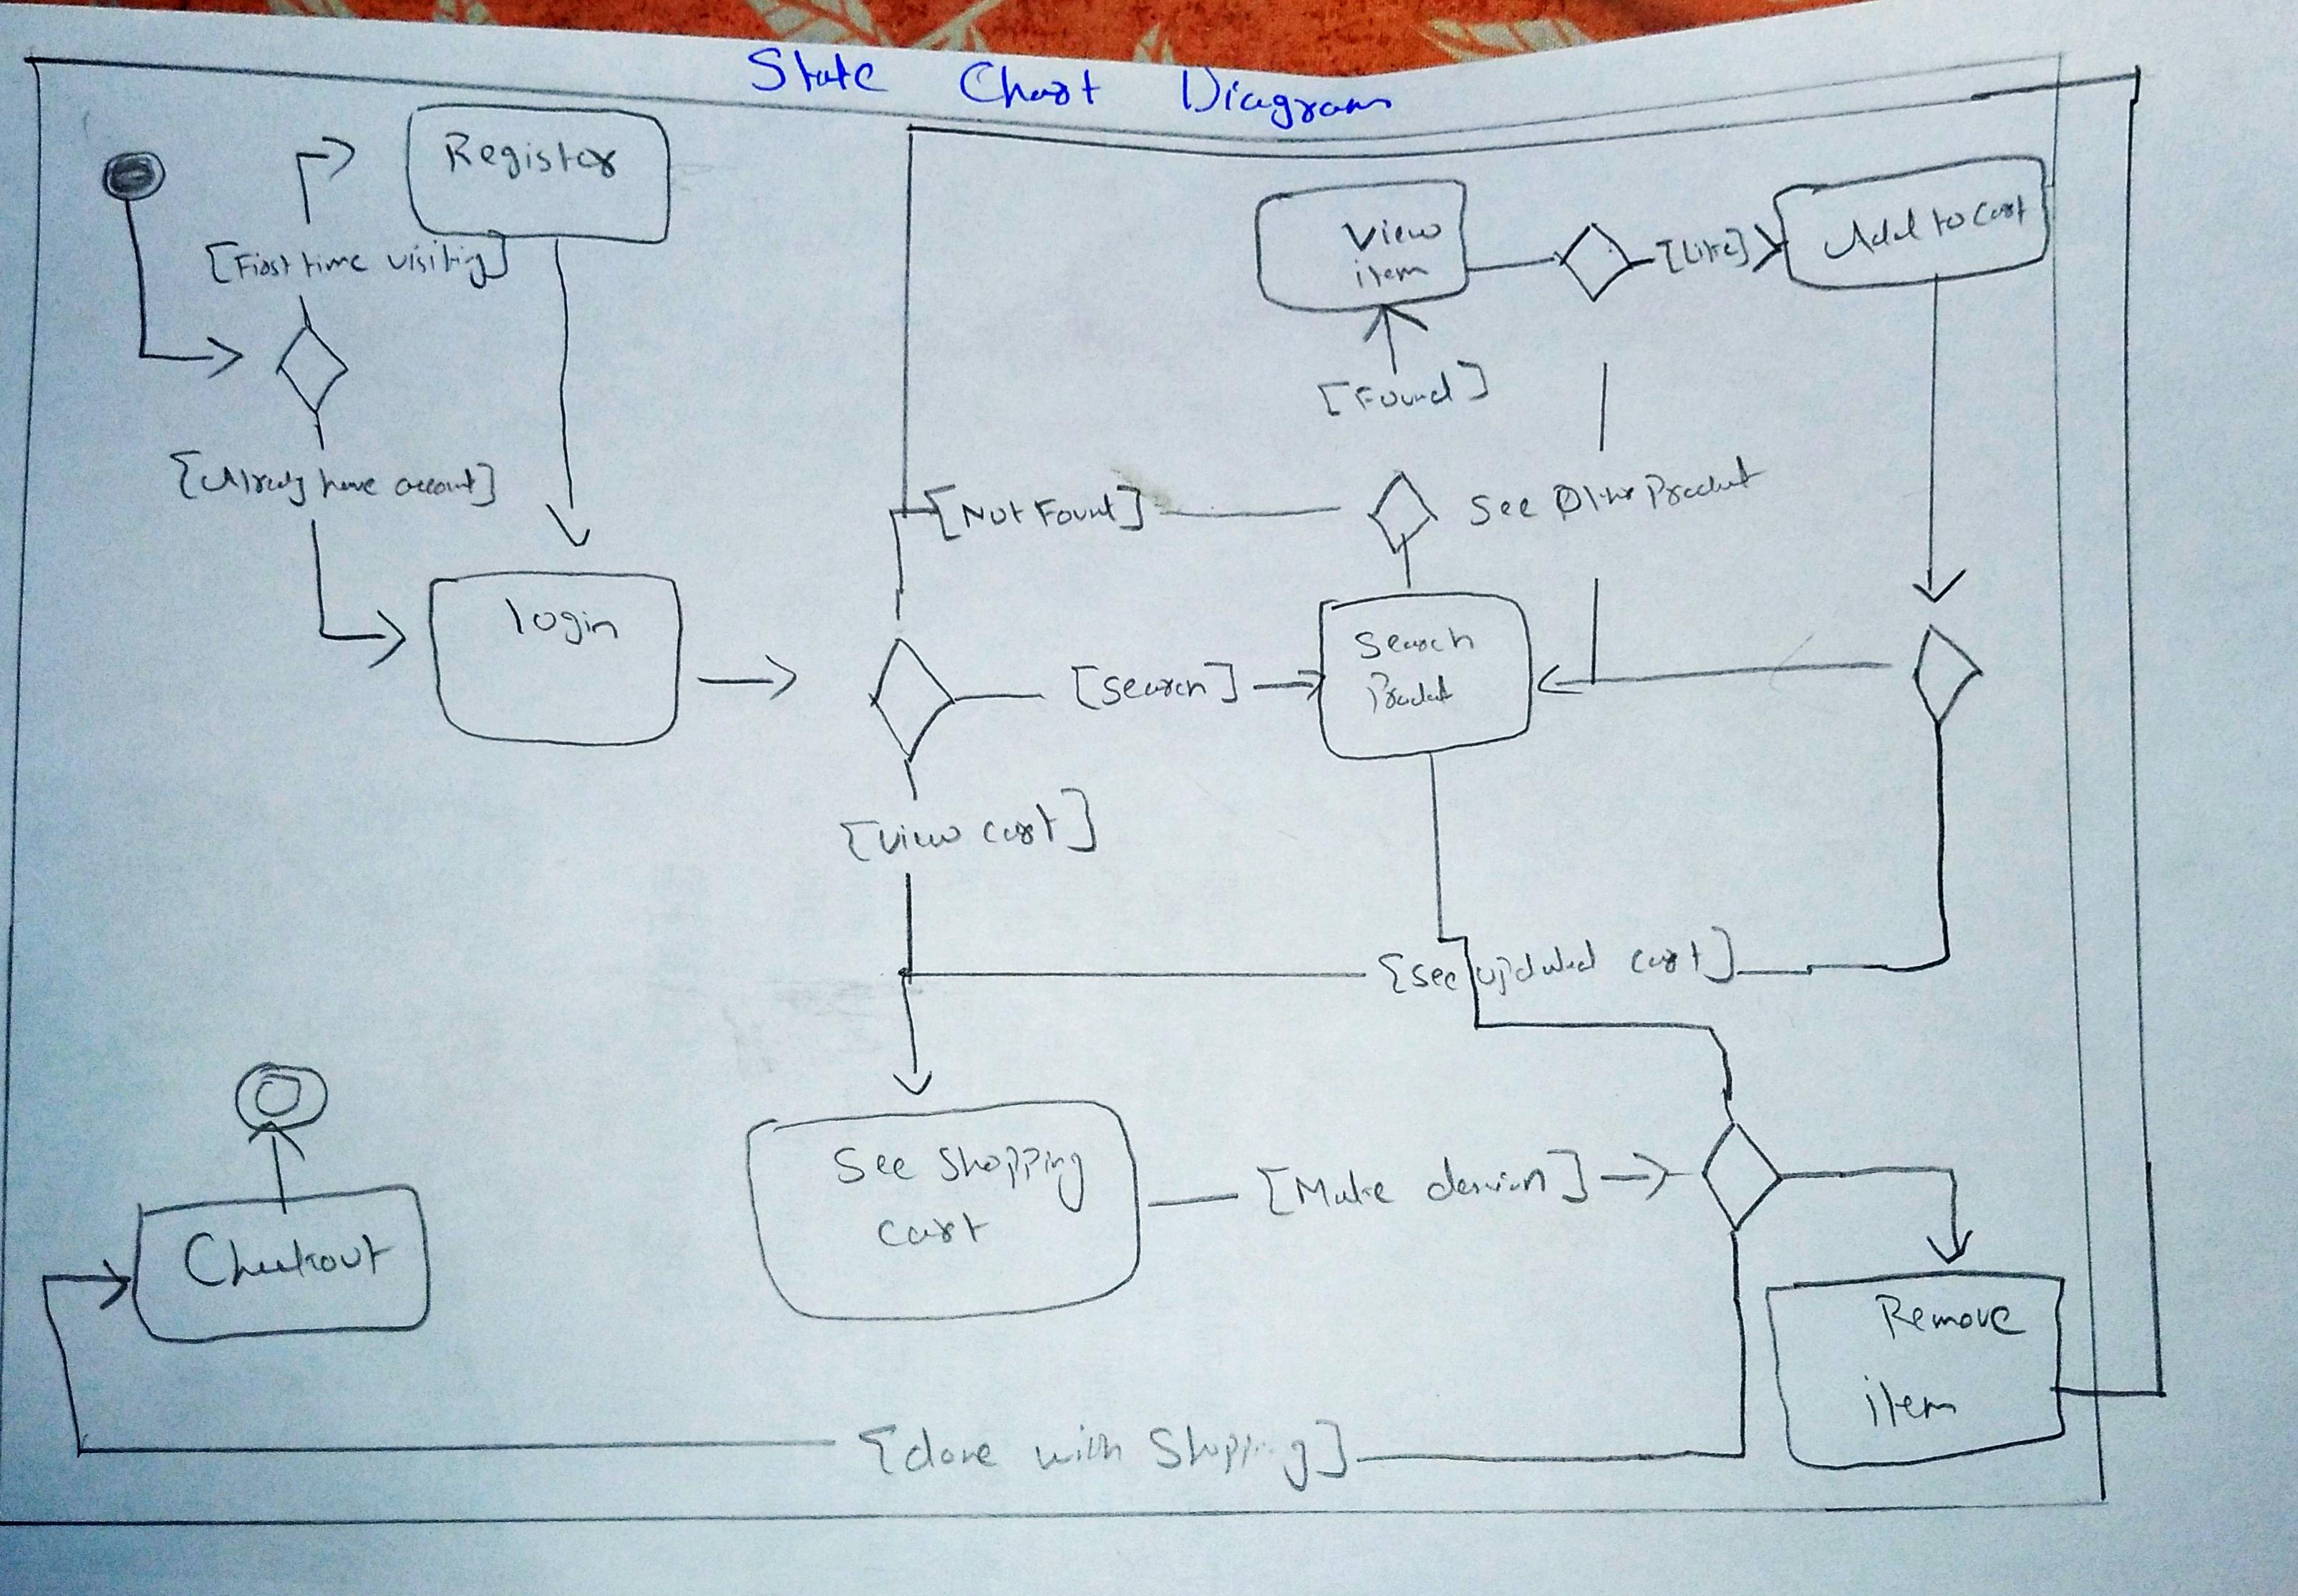 State Chart Diagram
Register
[First time visiting]
View
item
[Like]
Add to Cart
[Found]
[Already have account]
[Not Found]
See Other Product
login
[search]
Search
Product
[view cart]
[see updated cart]
See Shopping
Cart
[Make decision]
Checkout
Remove
item
[done with Shopping]